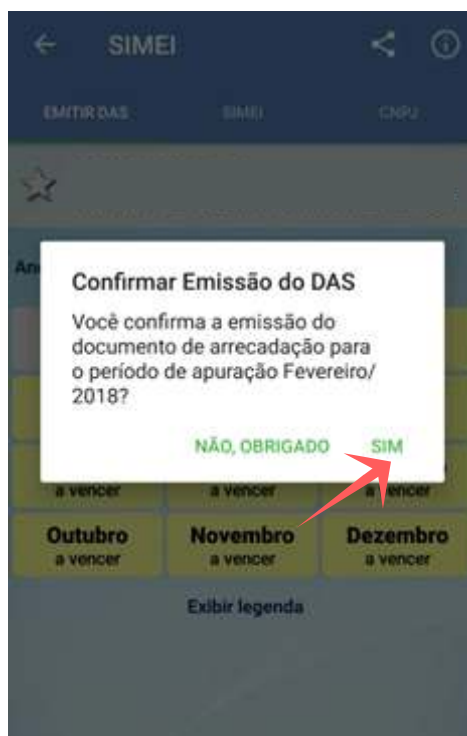 SIMEI
EMITIR DAS SIMEI CNPJ
An
Confirmar Emissão do DAS
Você confirma a emissão do
documento de arrecadação para
o período de apuração Fevereiro/
2018?
NÃO, OBRIGADO SIM
a vencer a vencer a vencer
Outubro Novembro Dezembro
a vencer a vencer a vencer
Exibir legenda